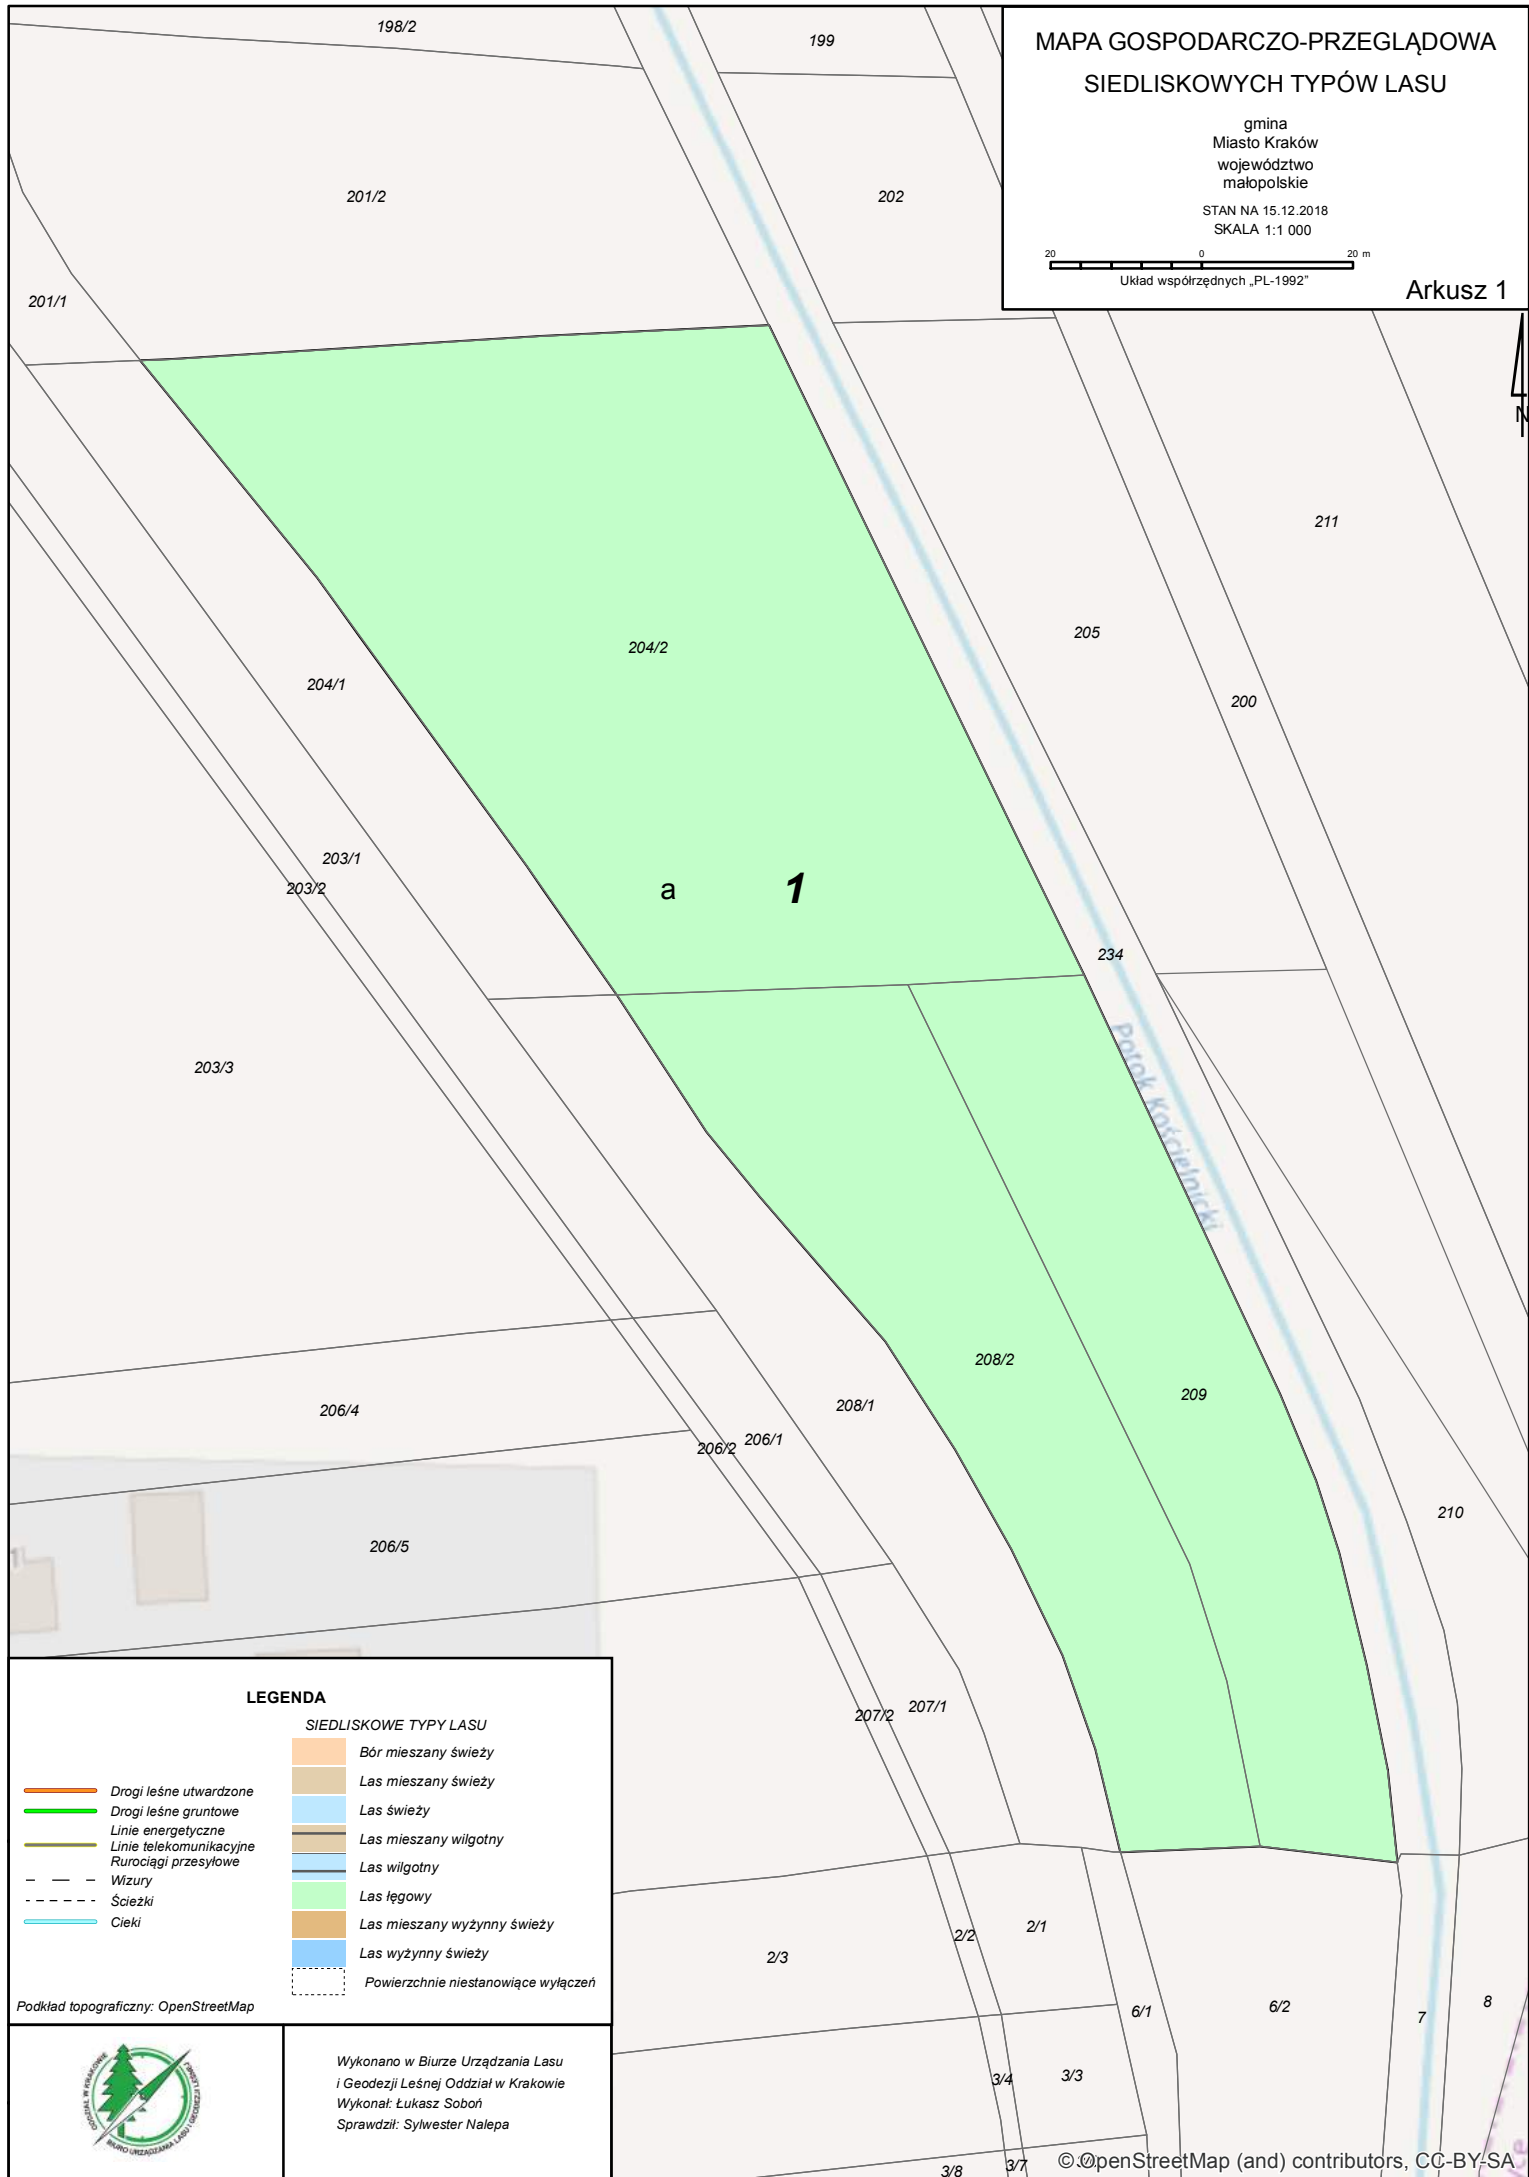 MAPA GOSPODARCZO-PRZEGLĄDOWA
SIEDLISKOWYCH TYPÓW LASU
gmina
Miasto Kraków
województwo
małopolskie
STAN NA 15.12.2018
SKALA 1:1 000
20 0 20 m
Układ współrzędnych „PL-1992”
Arkusz 1
N
198/2
199
201/2
202
201/1
211
205
204/2
204/1
200
203/1
203/2
a 1
234
203/3
Potok Kościelnicki
208/2
209
206/4
208/1
206/1
206/2
210
206/5
207/1
207/2
2/1
2/2
2/3
6/1
6/2
7
8
3/3
3/4
3/7
3/8
LEGENDA
SIEDLISKOWE TYPY LASU
Bór mieszany świeży
Las mieszany świeży
Las świeży
Las mieszany wilgotny
Las wilgotny
Las łęgowy
Las mieszany wyżynny świeży
Las wyżynny świeży
Powierzchnie niestanowiące wyłączeń
Drogi leśne utwardzone
Drogi leśne gruntowe
Linie energetyczne
Linie telekomunikacyjne
Rurociągi przesyłowe
Wizury
Ścieżki
Cieki
Podkład topograficzny: OpenStreetMap
ODDZIAŁ W KRAKOWIE
BIURO URZĄDZANIA LASU I GEODEZJI LEŚNEJ
Wykonano w Biurze Urządzania Lasu
i Geodezji Leśnej Oddział w Krakowie
Wykonał: Łukasz Soboń
Sprawdził: Sylwester Nalepa
© OpenStreetMap (and) contributors, CC-BY-SA